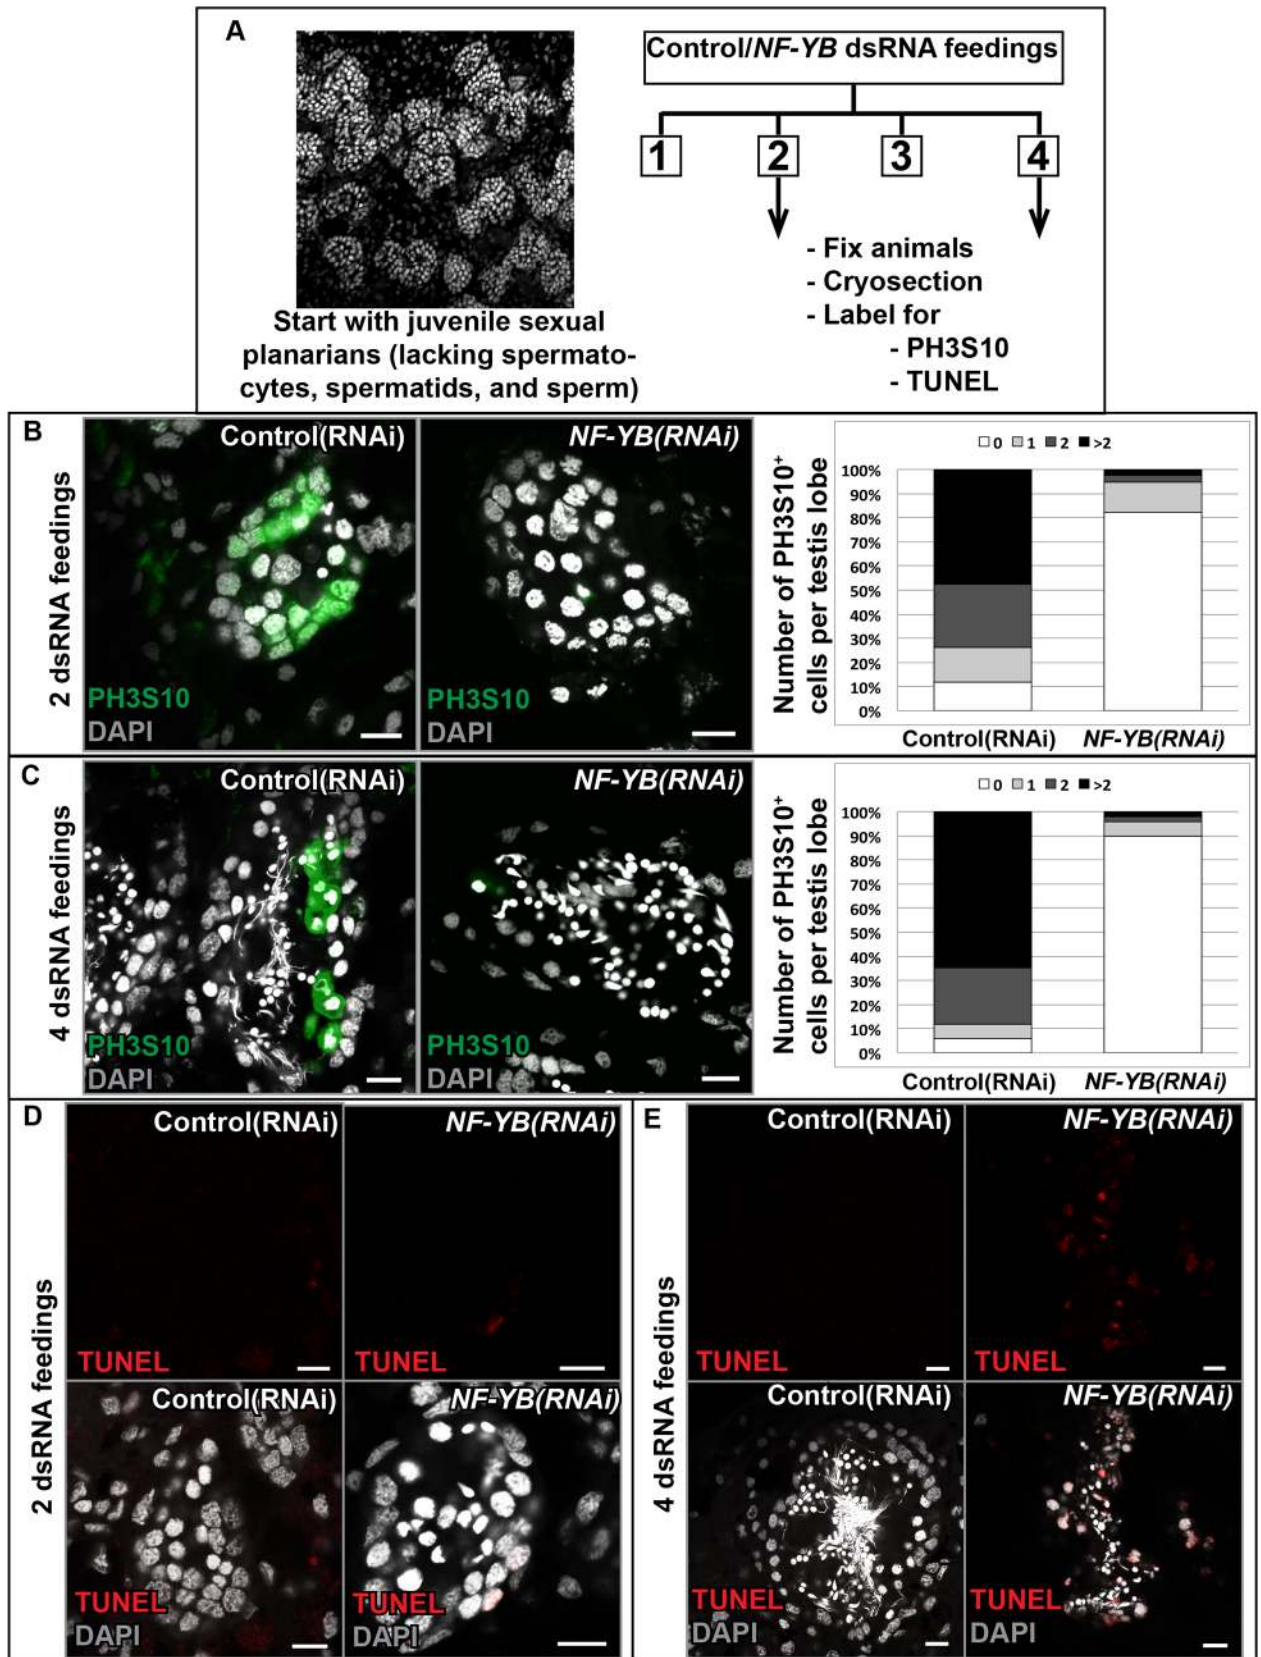 A
Control/NF-YB dsRNA feedings
1 2 3 4
- Fix animals
- Cryosection
- Label for
- PH3S10
- TUNEL
Start with juvenile sexual
planarians (lacking spermato-
cytes, spermatids, and sperm)
B
2 dsRNA feedings
Control(RNAi)
PH3S10
DAPI
NF-YB(RNAi)
PH3S10
DAPI
Number of PH3S10+
cells per testis lobe
0 1 2 >2
100%
90%
80%
70%
60%
50%
40%
30%
20%
10%
0%
Control(RNAi) NF-YB(RNAi)
C
4 dsRNA feedings
Control(RNAi)
PH3S10
DAPI
NF-YB(RNAi)
PH3S10
DAPI
Number of PH3S10+
cells per testis lobe
0 1 2 >2
100%
90%
80%
70%
60%
50%
40%
30%
20%
10%
0%
Control(RNAi) NF-YB(RNAi)
D
2 dsRNA feedings
Control(RNAi)
TUNEL
NF-YB(RNAi)
TUNEL
Control(RNAi)
TUNEL
DAPI
NF-YB(RNAi)
TUNEL
DAPI
E
4 dsRNA feedings
Control(RNAi)
TUNEL
NF-YB(RNAi)
TUNEL
Control(RNAi)
TUNEL
DAPI
NF-YB(RNAi)
TUNEL
DAPI